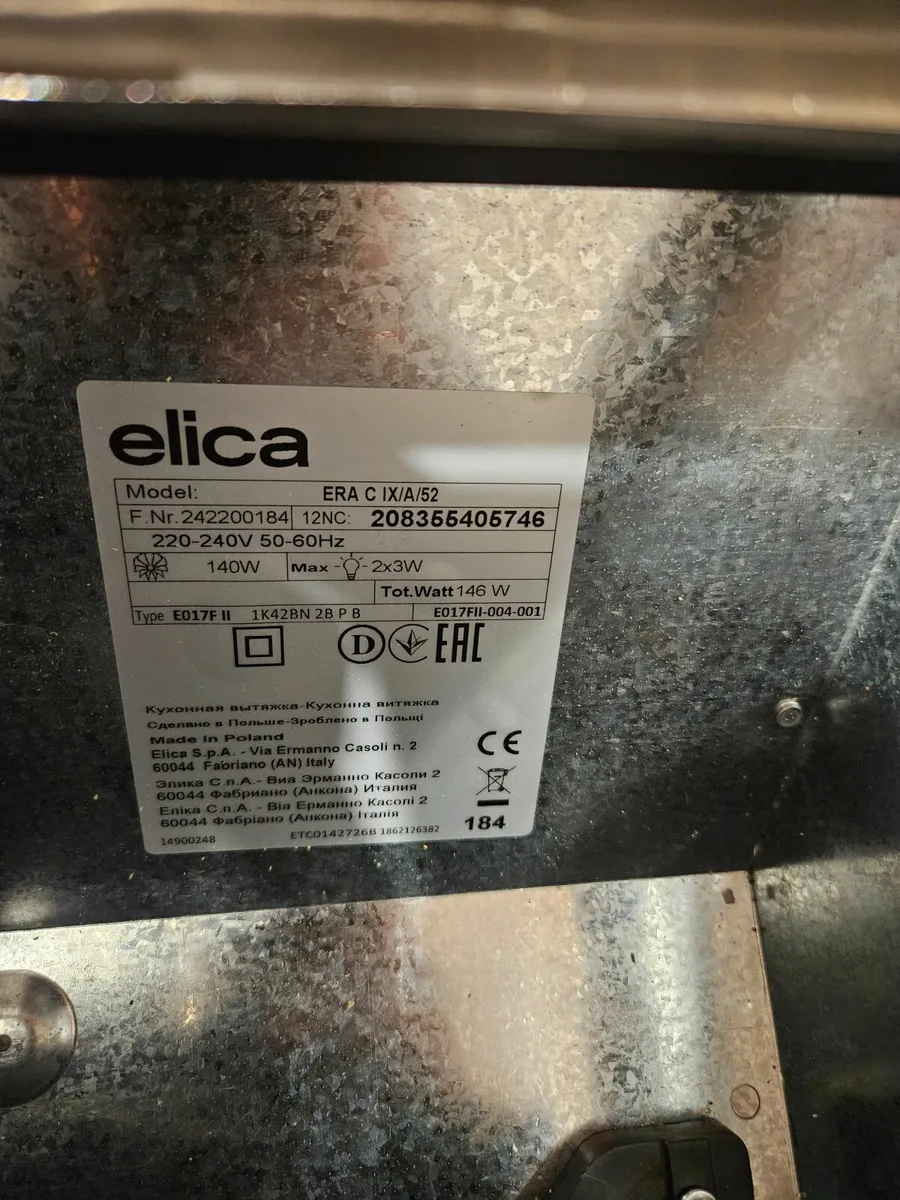 elica
Model: ERA C IX/A/52
F.Nr.242200184 12NC: 208355405746
220-240V 50-60Hz
140W Max 2x3W
Tot.Watt 146 W
Type E017F II 1K42BN 2B P B E017FII-004-001
D EAC
Кухонная вытяжка-Кухонна витяжка
Сделано в Польше-Зроблено в Польщі
Made In Poland
Elica S.p.A. - Via Ermanno Casoli n. 2
60044 Fabriano (AN) Italy
CE
Элика С.п.А.- Виа Эрманно Касоли 2
60044 Фабриано (Анкона) Италия
Еліка С.п.А. - Віа Ерманно Касолі 2
60044 Фабріано (Анкона) Італія
184
1490024B ETC0142726B 1862126382